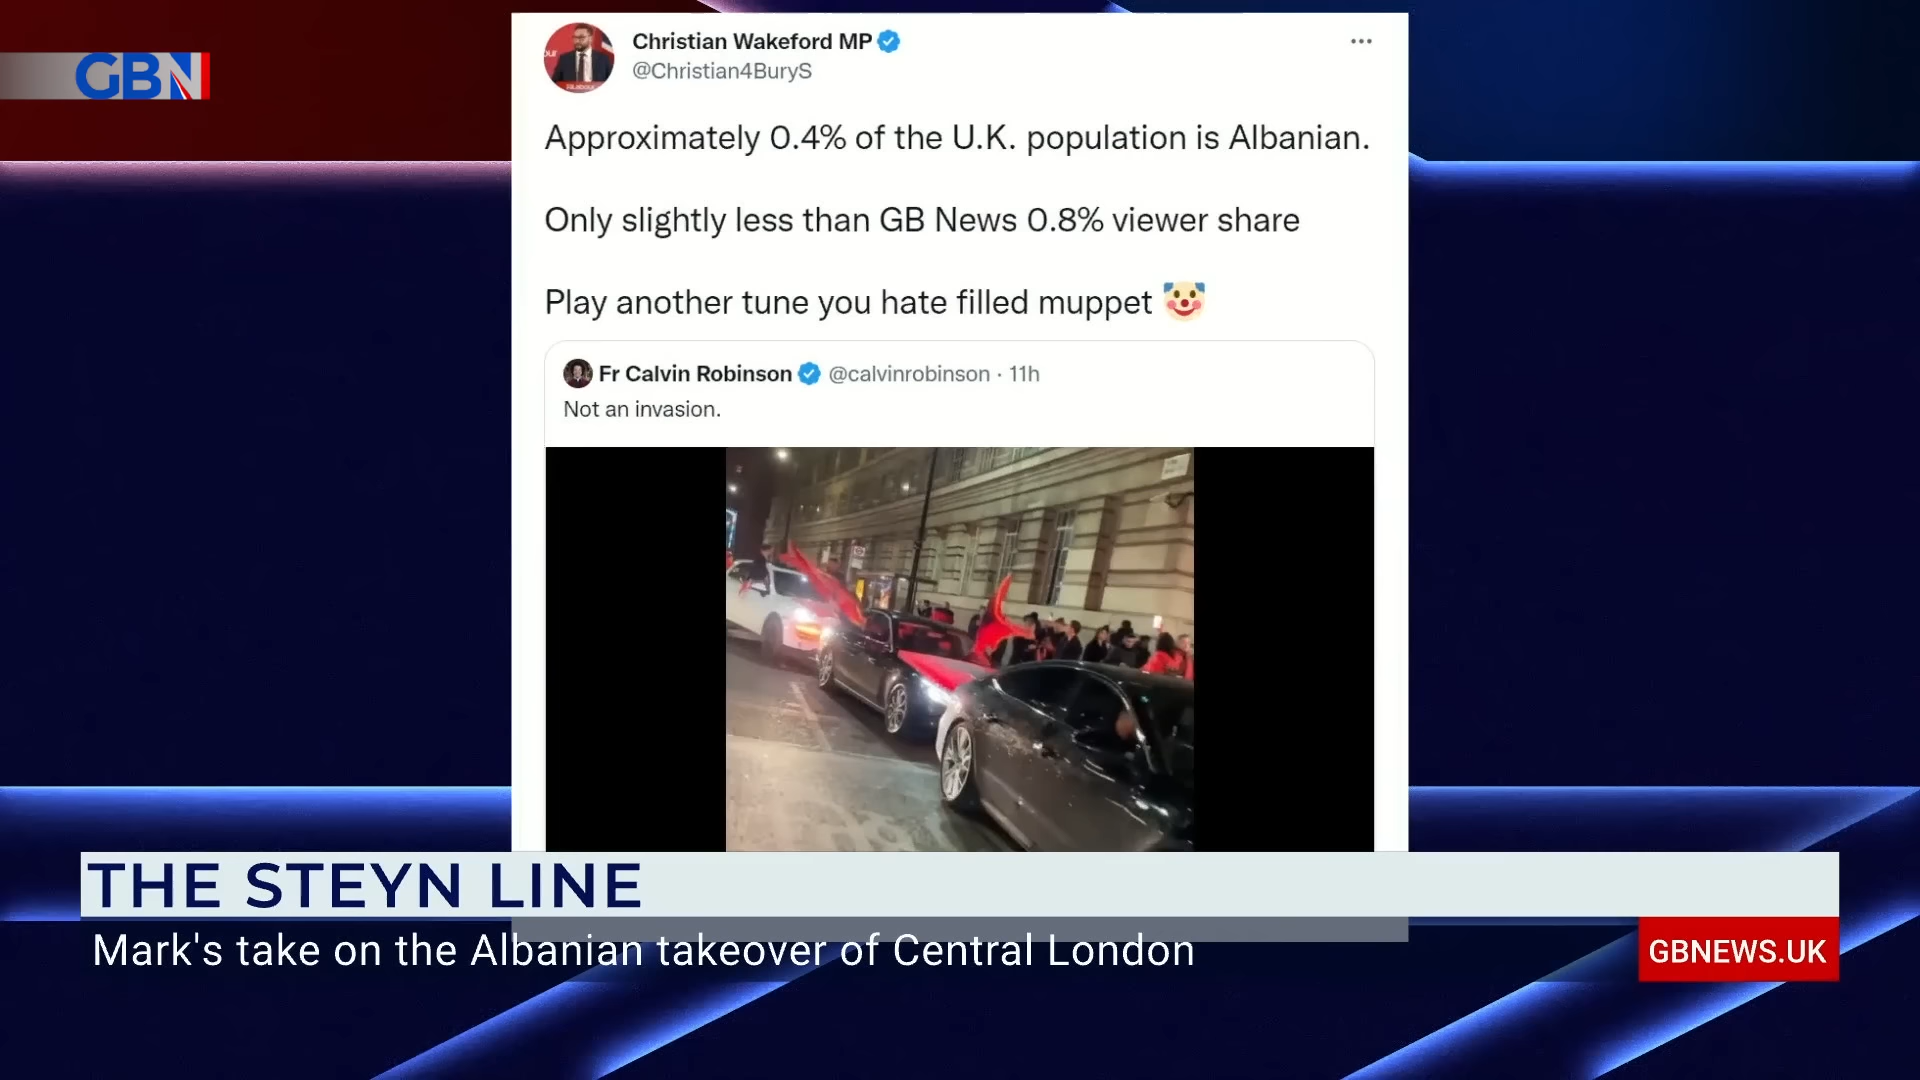 GBN
Christian Wakeford MP
@Christian4BuryS
Approximately 0.4% of the U.K. population is Albanian.
Only slightly less than GB News 0.8% viewer share
Play another tune you hate filled muppet
Fr Calvin Robinson @calvinrobinson · 11h
Not an invasion.
THE STEYN LINE
Mark's take on the Albanian takeover of Central London
GBNEWS.UK